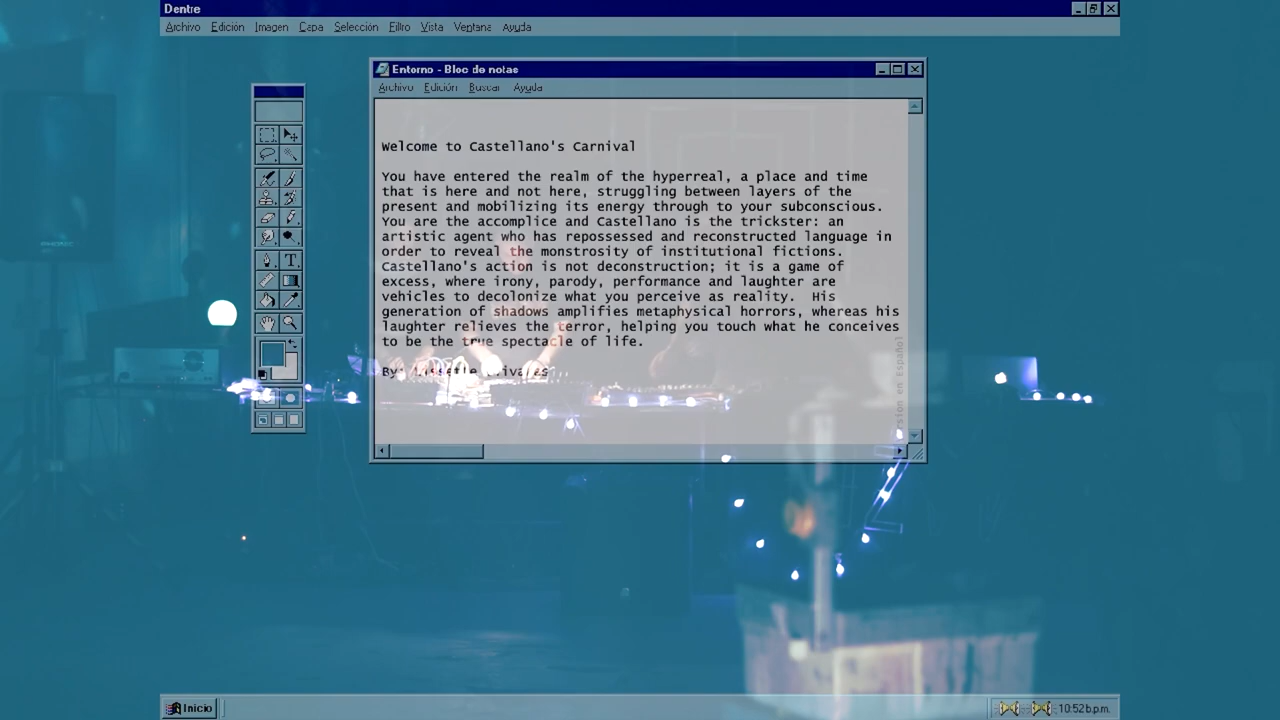 Dentre
Archivo Edición Imagen Capa Selección Filtro Vista Ventana Ayuda
Entorno - Bloc de notas
Archivo Edición Buscar Ayuda
Welcome to Castellano's Carnival
You have entered the realm of the hyperreal, a place and time
that is here and not here, struggling between layers of the
present and mobilizing its energy through to your subconscious.
You are the accomplice and Castellano is the trickster: an
artistic agent who has repossessed and reconstructed language in
order to reveal the monstrosity of institutional fictions.
Castellano's action is not deconstruction; it is a game of
excess, where irony, parody, performance and laughter are
vehicles to decolonize what you perceive as reality.  His
generation of shadows amplifies metaphysical horrors, whereas his
laughter relieves the terror, helping you touch what he conceives
to be the true spectacle of life.
By:
en Español
Inicio
10:52 b.p.m.